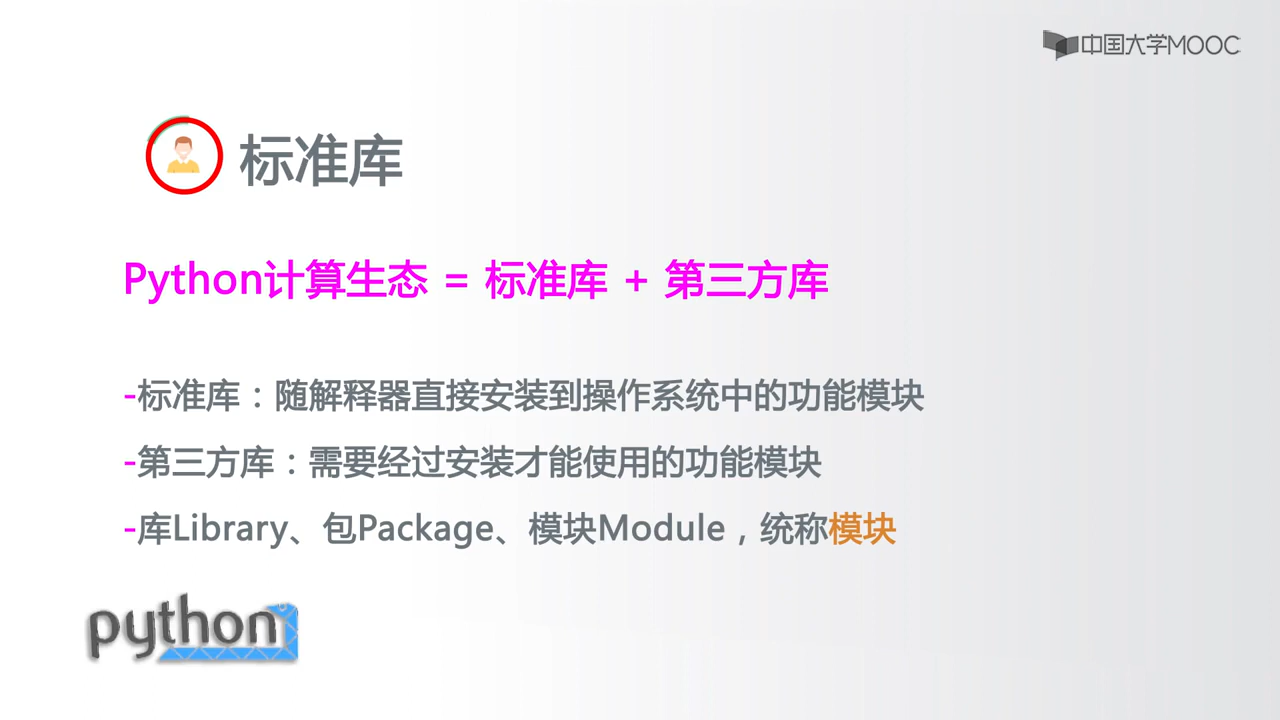 中国大学MOOC
标准库
Python计算生态 = 标准库 + 第三方库
-标准库：随解释器直接安装到操作系统中的功能模块
-第三方库：需要经过安装才能使用的功能模块
-库Library、包Package、模块Module，统称模块
python